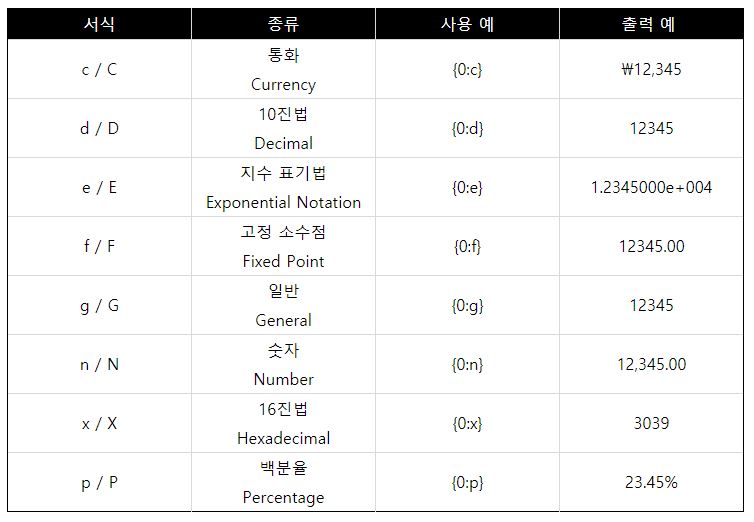 서식 종류 사용 예 출력 예
c / C 통화 Currency {0:c} ₩12,345
d / D 10진법 Decimal {0:d} 12345
e / E 지수 표기법 Exponential Notation {0:e} 1.2345000e+004
f / F 고정 소수점 Fixed Point {0:f} 12345.00
g / G 일반 General {0:g} 12345
n / N 숫자 Number {0:n} 12,345.00
x / X 16진법 Hexadecimal {0:x} 3039
p / P 백분율 Percentage {0:p} 23.45%